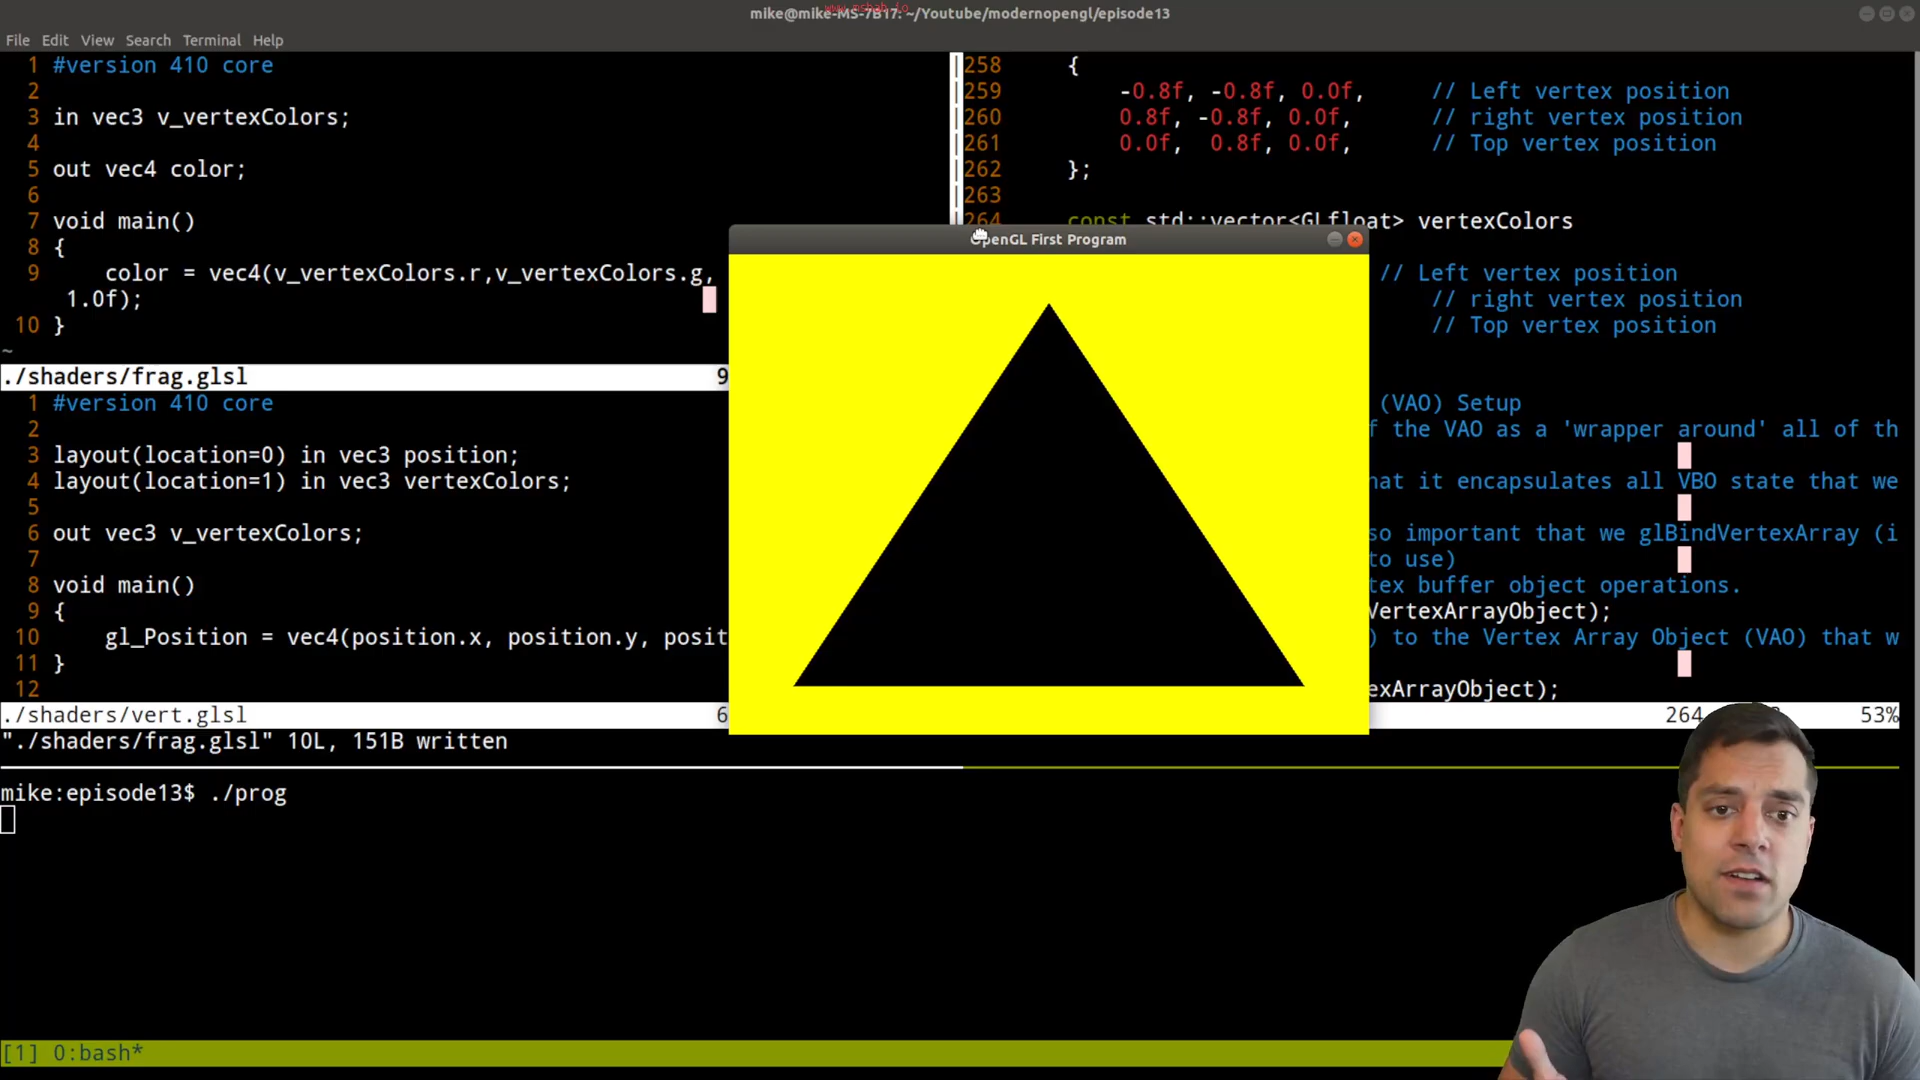 www.mshah.io
mike@mike-MS-7B17: ~/Youtube/modernopengl/episode13
File Edit View Search Terminal Help
1 #version 410 core
2
3 in vec3 v_vertexColors;
4
5 out vec4 color;
6
7 void main()
8 {
9 color = vec4(v_vertexColors.r,v_vertexColors.g,
1.0f);
10 }
~
./shaders/frag.glsl 9
1 #version 410 core
2
3 layout(location=0) in vec3 position;
4 layout(location=1) in vec3 vertexColors;
5
6 out vec3 v_vertexColors;
7
8 void main()
9 {
10 gl_Position = vec4(position.x, position.y, posit
11 }
12
./shaders/vert.glsl 6
"./shaders/frag.glsl" 10L, 151B written
258 {
259 -0.8f, -0.8f, 0.0f, // Left vertex position
260 0.8f, -0.8f, 0.0f, // right vertex position
261 0.0f, 0.8f, 0.0f, // Top vertex position
262 };
263
264 const std::vector<GLfloat> vertexColors
OpenGL First Program
// Left vertex position
// right vertex position
// Top vertex position
(VAO) Setup
f the VAO as a 'wrapper around' all of th
hat it encapsulates all VBO state that we
so important that we glBindVertexArray (i
to use)
tex buffer object operations.
VertexArrayObject);
) to the Vertex Array Object (VAO) that w
exArrayObject);
264 53%
mike:episode13$ ./prog
[1] 0:bash*